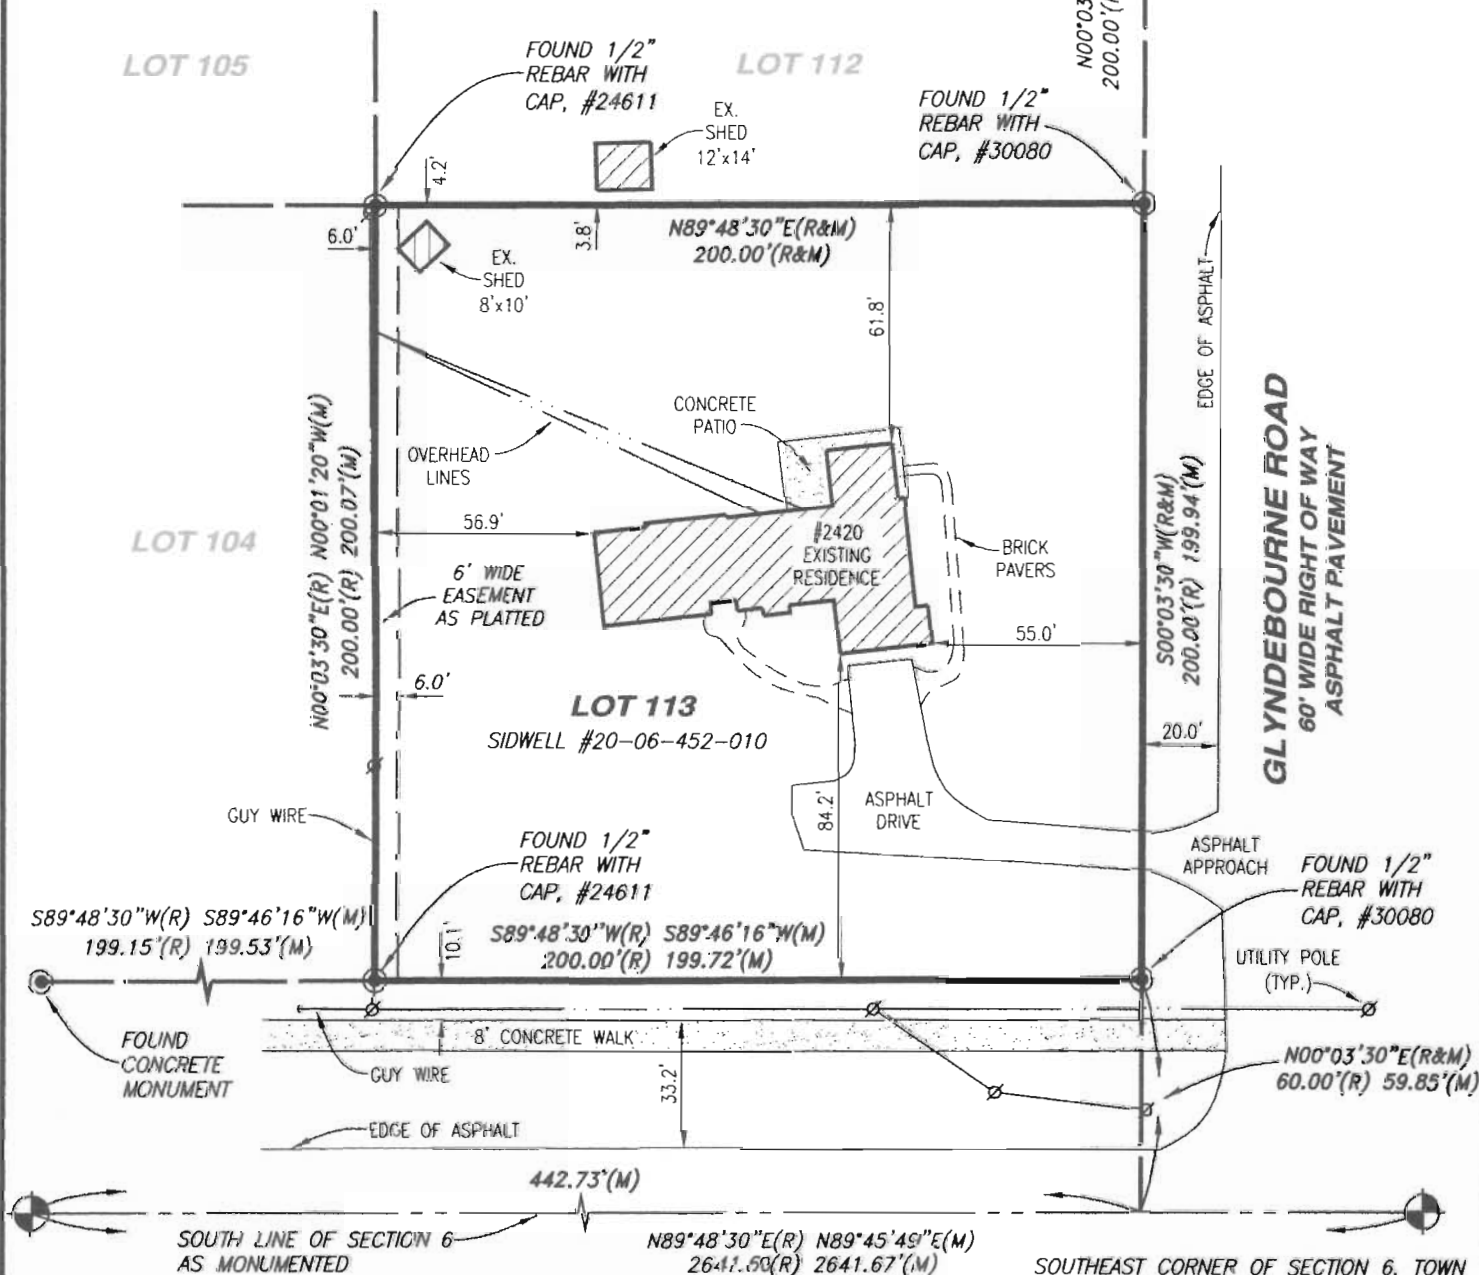 N00°03
200.00'(
LOT 105
LOT 112
FOUND 1/2"
REBAR WITH
CAP, #24611
FOUND 1/2"
REBAR WITH
CAP, #30080
EX.
SHED
12'x14'
4.2'
6.0'
3.8'
N89°48'30"E(R&M)
200.00'(R&M)
EX.
SHED
8'x10'
61.8'
EDGE OF ASPHALT
CONCRETE
PATIO
OVERHEAD
LINES
N00°03'30"E(R) N00°01'20"W(M)
200.00'(R) 200.07'(M)
S00°03'30"W(R&M)
200.00'(R) 199.94'(M)
GLYNDEBOURNE ROAD
60' WIDE RIGHT OF WAY
ASPHALT PAVEMENT
LOT 104
56.9'
#2420
EXISTING
RESIDENCE
BRICK
PAVERS
6' WIDE
EASEMENT
AS PLATTED
55.0'
6.0'
LOT 113
SIDWELL #20-06-452-010
20.0'
GUY WIRE
84.2'
ASPHALT
DRIVE
ASPHALT
APPROACH
FOUND 1/2"
REBAR WITH
CAP, #24611
FOUND 1/2"
REBAR WITH
CAP, #30080
S89°48'30"W(R) S89°46'16"W(M)
199.15'(R) 199.53'(M)
10.1'
S89°48'30"W(R) S89°46'16"W(M)
200.00'(R) 199.72'(M)
UTILITY POLE
(TYP.)
FOUND
CONCRETE
MONUMENT
8' CONCRETE WALK
GUY WIRE
33.2'
N00°03'30"E(R&M)
60.00'(R) 59.85'(M)
EDGE OF ASPHALT
442.73'(M)
SOUTH LINE OF SECTION 6
AS MONUMENTED
N89°48'30"E(R) N89°45'49"E(M)
2641.60(R) 2641.67'(M)
SOUTHEAST CORNER OF SECTION 6, TOWN